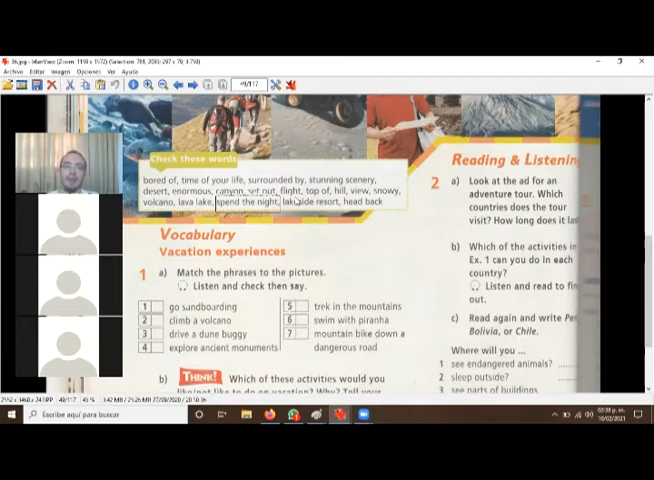 Archivo Editar Imagen Opciones Ver Ayuda
49/117
Check these words
bored of, time of your life, surrounded by, stunning scenery,
desert, enormous, canyon, set out, flight, top of, hill, view, snowy,
volcano, lava lake, spend the night, lakeside resort, head back
Vocabulary
Vacation experiences
1 a) Match the phrases to the pictures.
Listen and check then say.
1 go sandboarding
2 climb a volcano
3 drive a dune buggy
4 explore ancient monuments
5 trek in the mountains
6 swim with piranha
7 mountain bike down a
dangerous road
b) THINK! Which of these activities would you
Reading & Listening
2 a) Look at the ad for an
adventure tour. Which
countries does the tour
visit? How long does it
b) Which of the activities in
Ex. 1 can you do in each
country?
Listen and read to
out.
c) Read again and write
Bolivia, or Chile.
Where will you ...
1 see endangered animals?
2 sleep outside?
3 see parts of buildings
49/117 45 %
Escribe aquí para buscar
10/02/2021